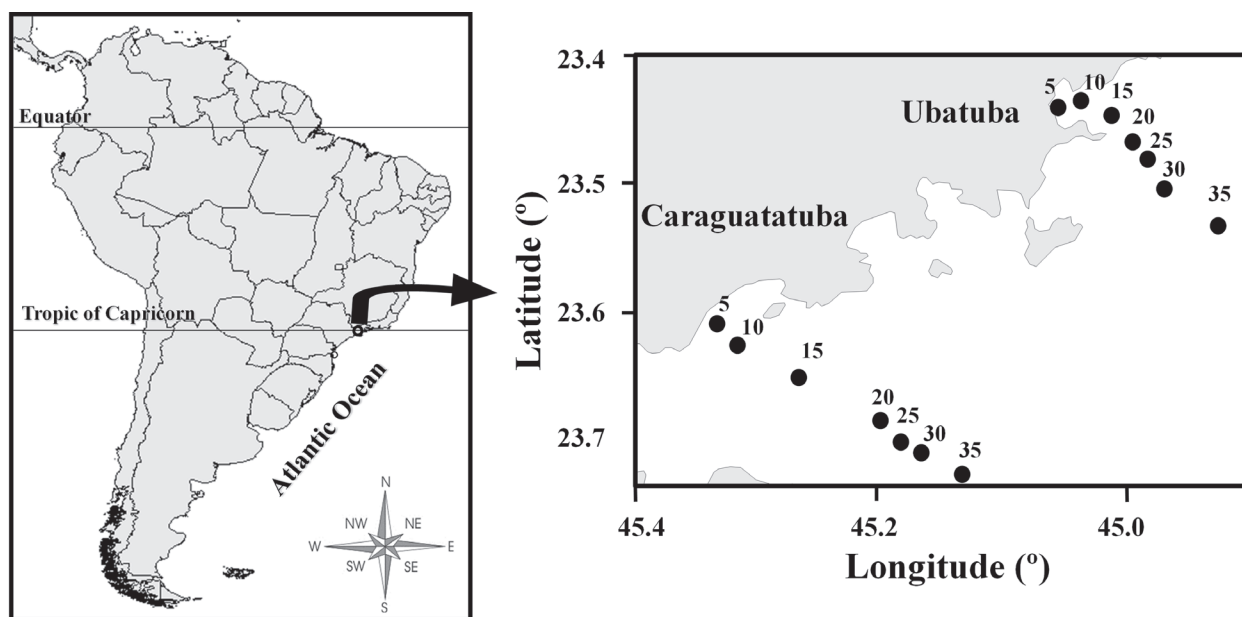 Equator
Tropic of Capricorn
Atlantic Ocean
N
NW NE
W E
SW SE
S
Latitude (º)
23.4
23.5
23.6
23.7
Ubatuba
5 10 15
20
25
30
35
Caraguatatuba
5
10
15
20
25
30
35
45.4 45.2 45.0
Longitude (º)